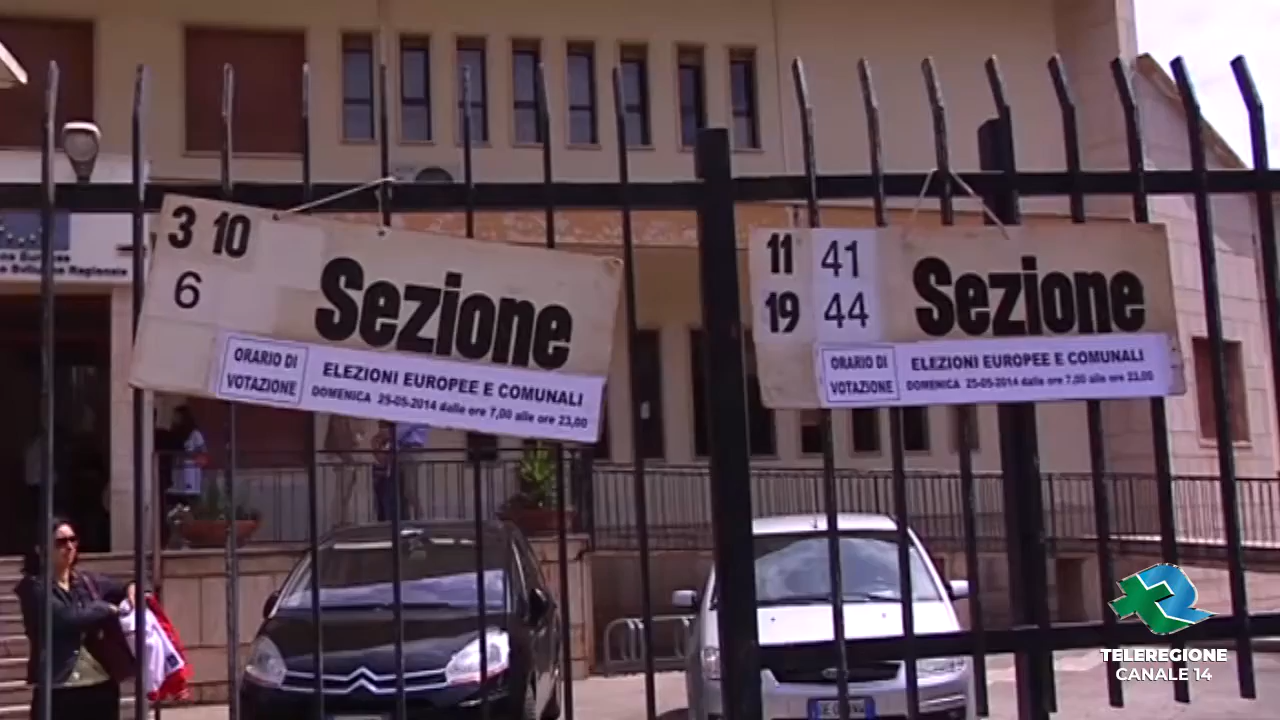 3 10
6
Sezione
ORARIO DI
VOTAZIONE
ELEZIONI EUROPEE E COMUNALI
DOMENICA 25-05-2014 dalle ore 7,00 alle ore 23,00
11 41
19 44
Sezione
ORARIO DI
VOTAZIONE
ELEZIONI EUROPEE E COMUNALI
DOMENICA 25-05-2014 dalle ore 7,00 alle ore 23,00
Sviluppo Regionale
TELEREGIONE
CANALE 14